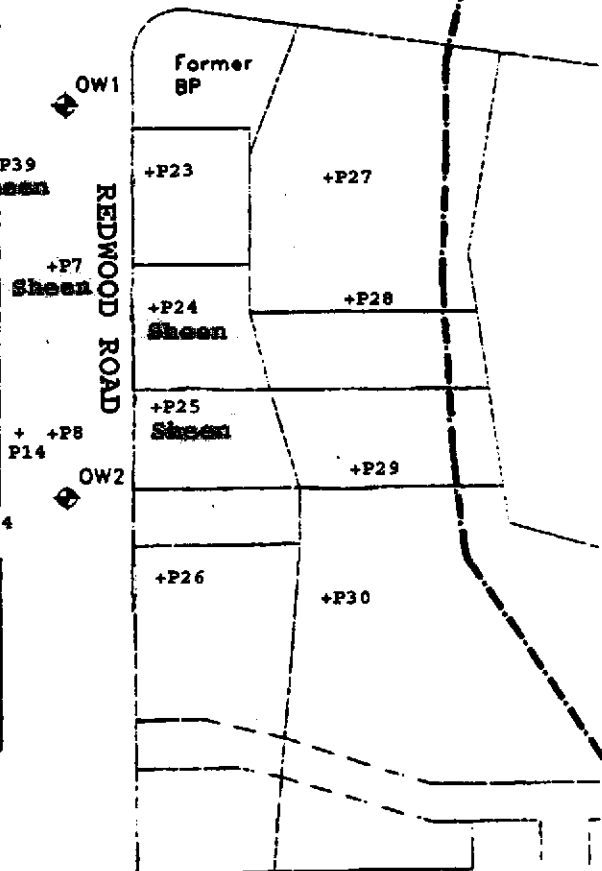 Former
BP
OW1
P39
+P23
+P27
+P7
Sheen
REDWOOD ROAD
+P24
Sheen
+P28
+P25
Sheen
+ +P8
P14
+P29
OW2
4
+P26
+P30